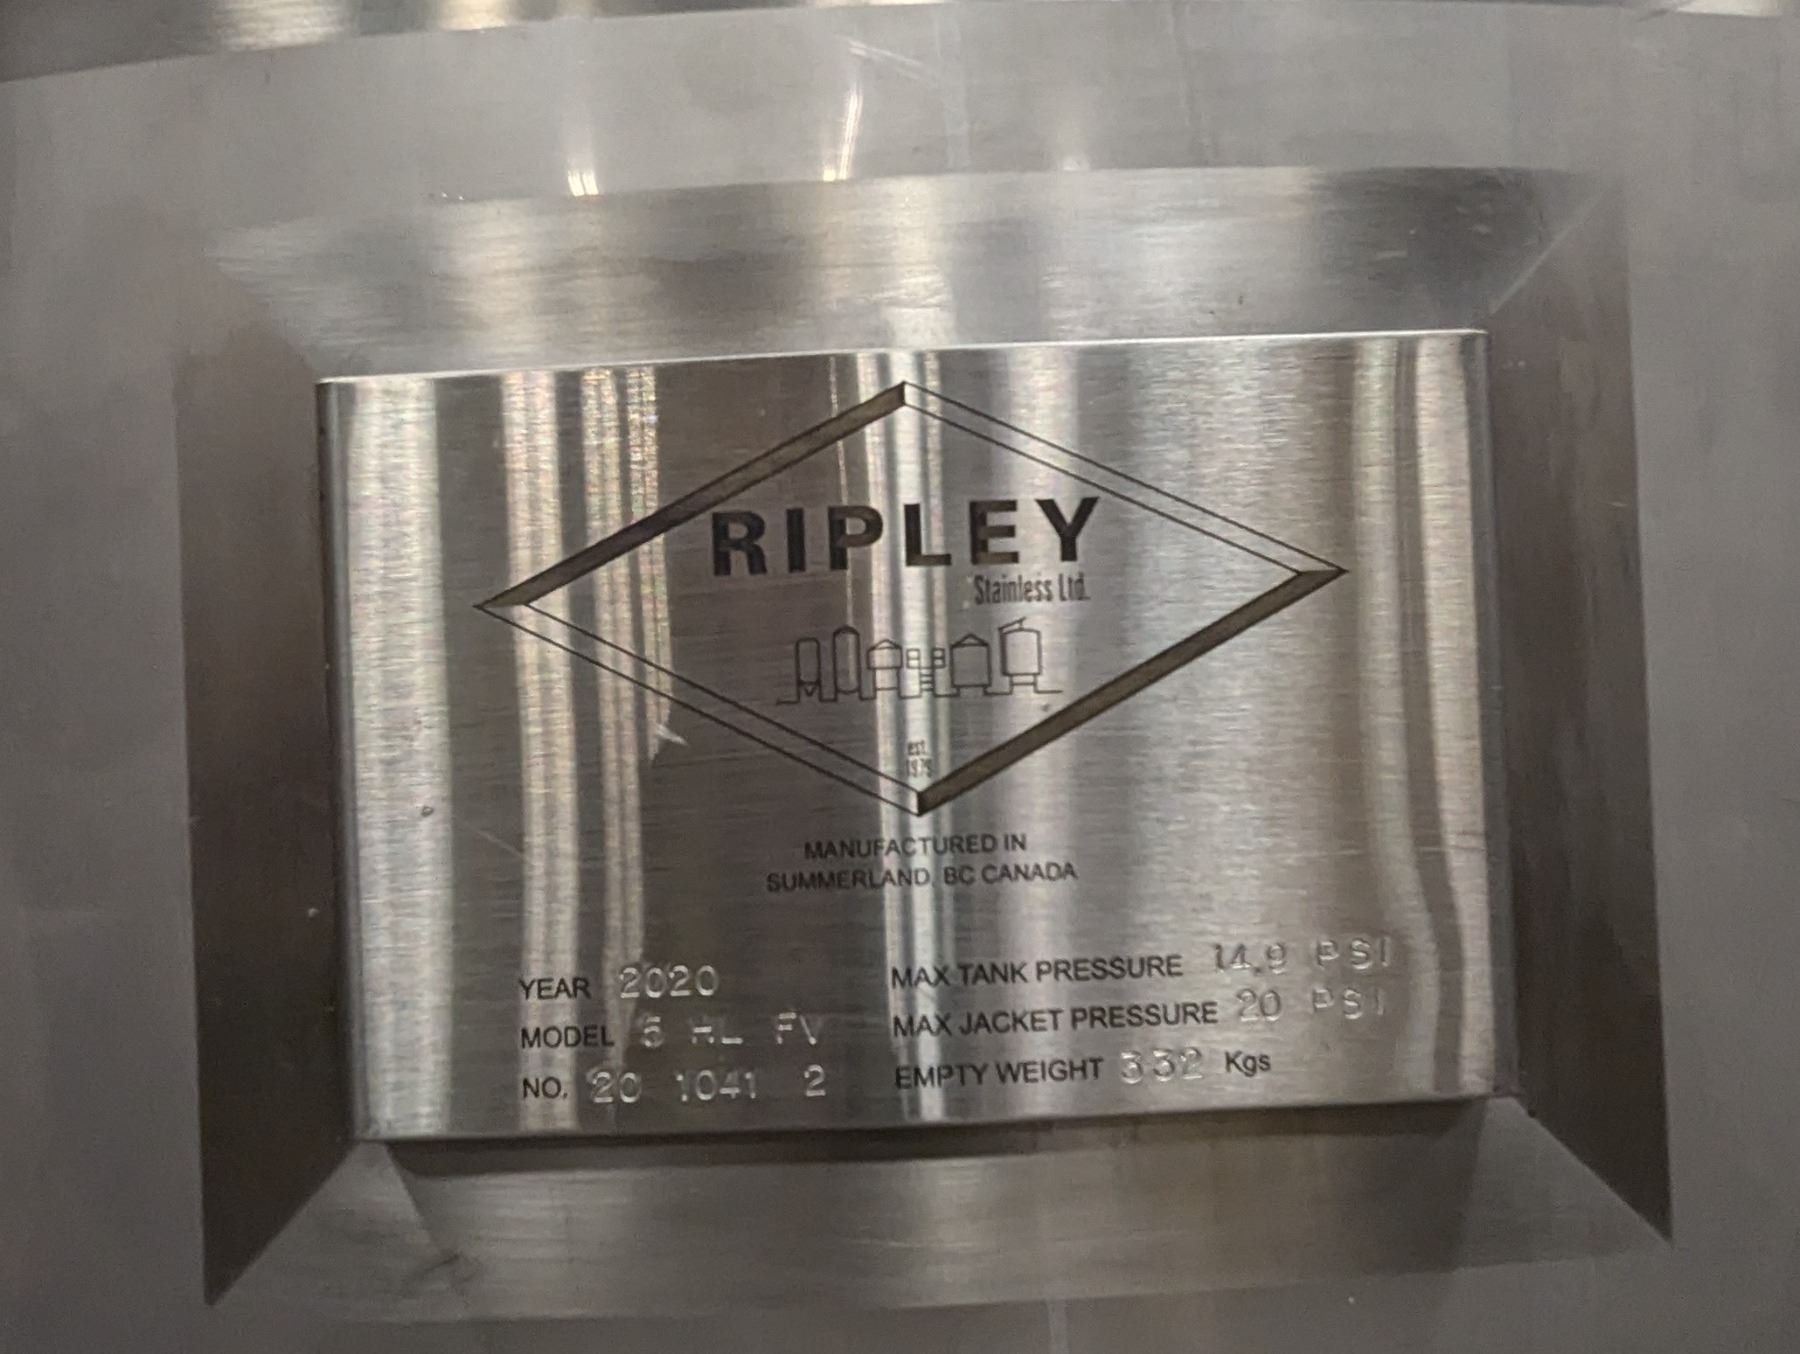 RIPLEY
Stainless Ltd.
est.
1979
MANUFACTURED IN
SUMMERLAND, BC CANADA
YEAR 2020
MODEL 5 HL FV
NO. 20 1041 2
MAX TANK PRESSURE 14.9 PSI
MAX JACKET PRESSURE 20 PSI
EMPTY WEIGHT 332 Kgs